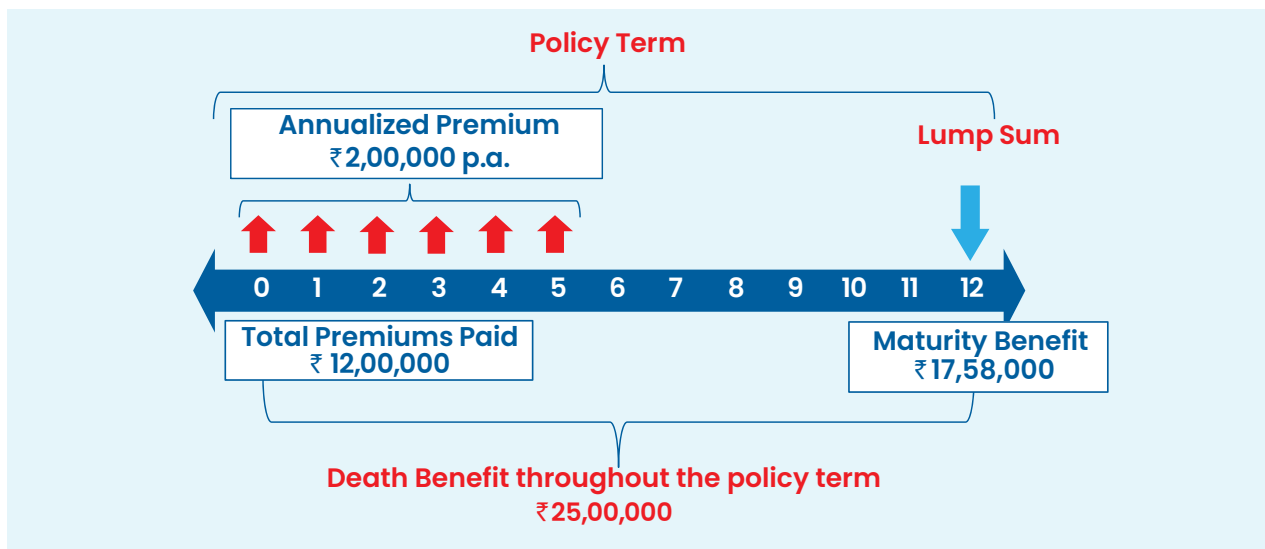 Policy Term
Annualized Premium
₹2,00,000 p.a.
Lump Sum
0 1 2 3 4 5 6 7 8 9 10 11 12
Total Premiums Paid
₹ 12,00,000
Maturity Benefit
₹17,58,000
Death Benefit throughout the policy term
₹25,00,000